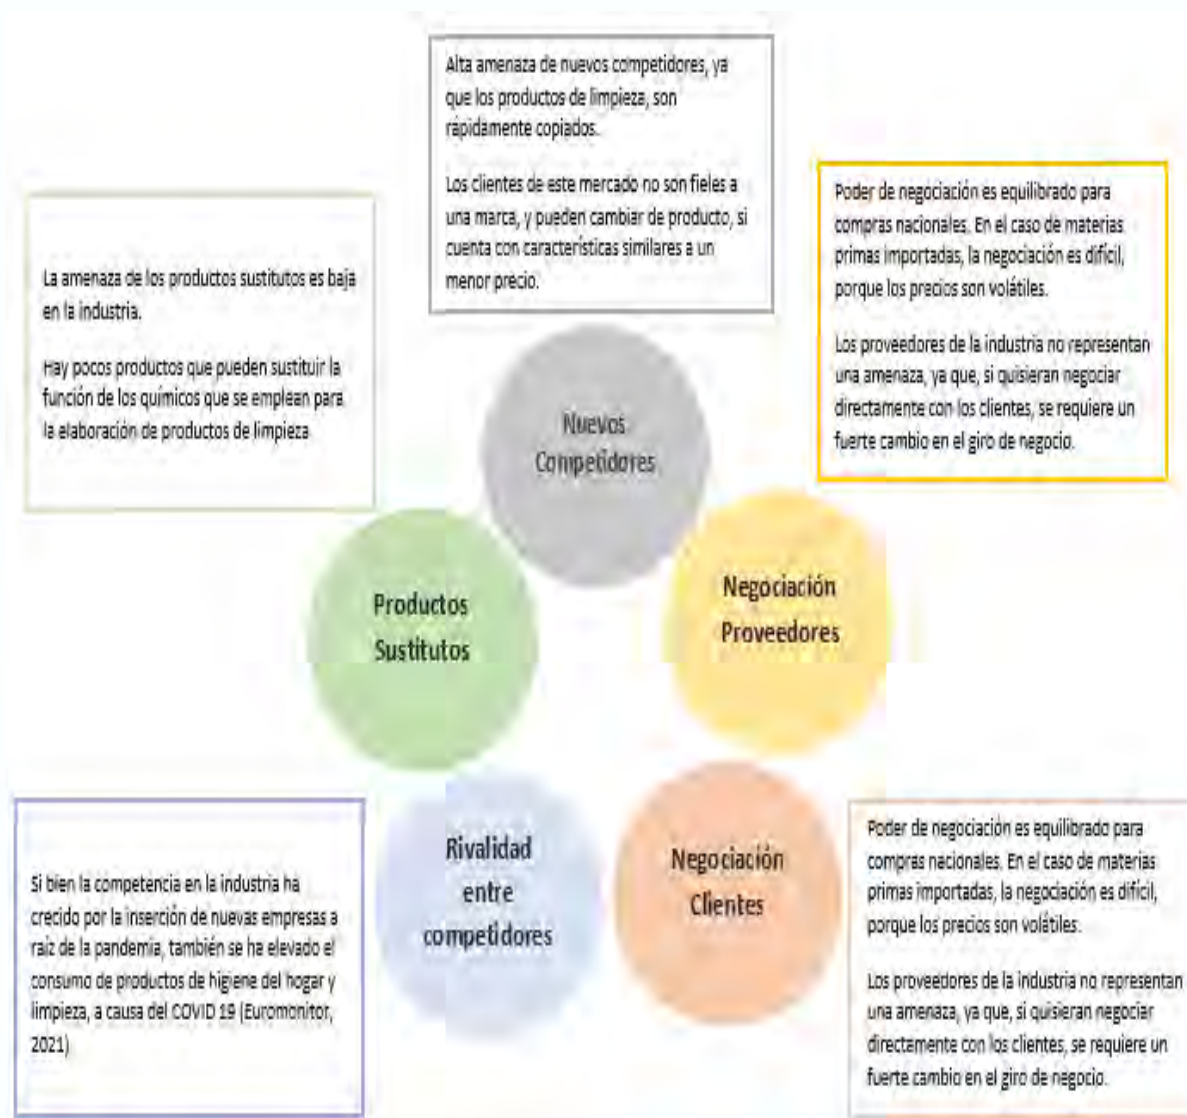 Alta amenaza de nuevos competidores, ya
que los productos de limpieza, son
rápidamente copiados.
Los clientes de este mercado no son fieles a
una marca, y pueden cambiar de producto, si
cuenta con características similares a un
menor precio.
Poder de negociación es equilibrado para
compras nacionales. En el caso de materias
primas importadas, la negociación es difícil,
porque los precios son volátiles.
Los proveedores de la industria no representan
una amenaza, ya que, si quisieran negociar
directamente con los clientes, se requiere un
fuerte cambio en el giro de negocio.
La amenaza de los productos sustitutos es baja
en la industria.
Hay pocos productos que pueden sustituir la
función de los químicos que se emplean para
la elaboración de productos de limpieza
Nuevos
Competidores
Negociación
Proveedores
Productos
Sustitutos
Rivalidad
entre
competidores
Negociación
Clientes
Si bien la competencia en la industria ha
crecido por la inserción de nuevas empresas a
raíz de la pandemia, también se ha elevado el
consumo de productos de higiene del hogar y
limpieza, a causa del COVID 19 (Euromonitor,
2021)
Poder de negociación es equilibrado para
compras nacionales. En el caso de materias
primas importadas, la negociación es difícil,
porque los precios son volátiles.
Los proveedores de la industria no representan
una amenaza, ya que, si quisieran negociar
directamente con los clientes, se requiere un
fuerte cambio en el giro de negocio.